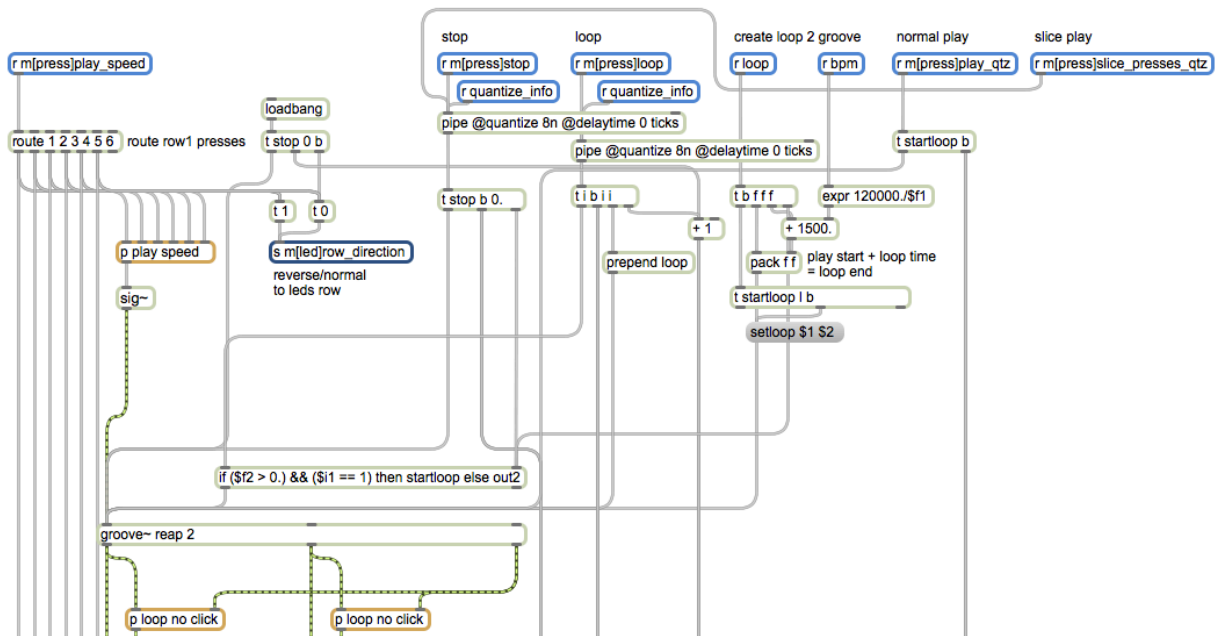 stop
loop
create loop 2 groove
normal play
slice play
r m[press]play_speed
r m[press]stop
r m[press]loop
r loop
r bpm
r m[press]play_qtz
r m[press]slice_presses_qtz
r quantize_info
r quantize_info
loadbang
pipe @quantize 8n @delaytime 0 ticks
route 1 2 3 4 5 6
route row1 presses
t stop 0 b
t startloop b
pipe @quantize 8n @delaytime 0 ticks
t stop b 0.
t i b i i
t b f f f
expr 120000./$f1
t 1
t 0
+ 1
+ 1500.
p play speed
s m[led]row_direction
prepend loop
pack f f
play start + loop time
= loop end
reverse/normal
to leds row
sig~
t startloop l b
setloop $1 $2
if ($f2 > 0.) && ($i1 == 1) then startloop else out2
groove~ reap 2
p loop no click
p loop no click